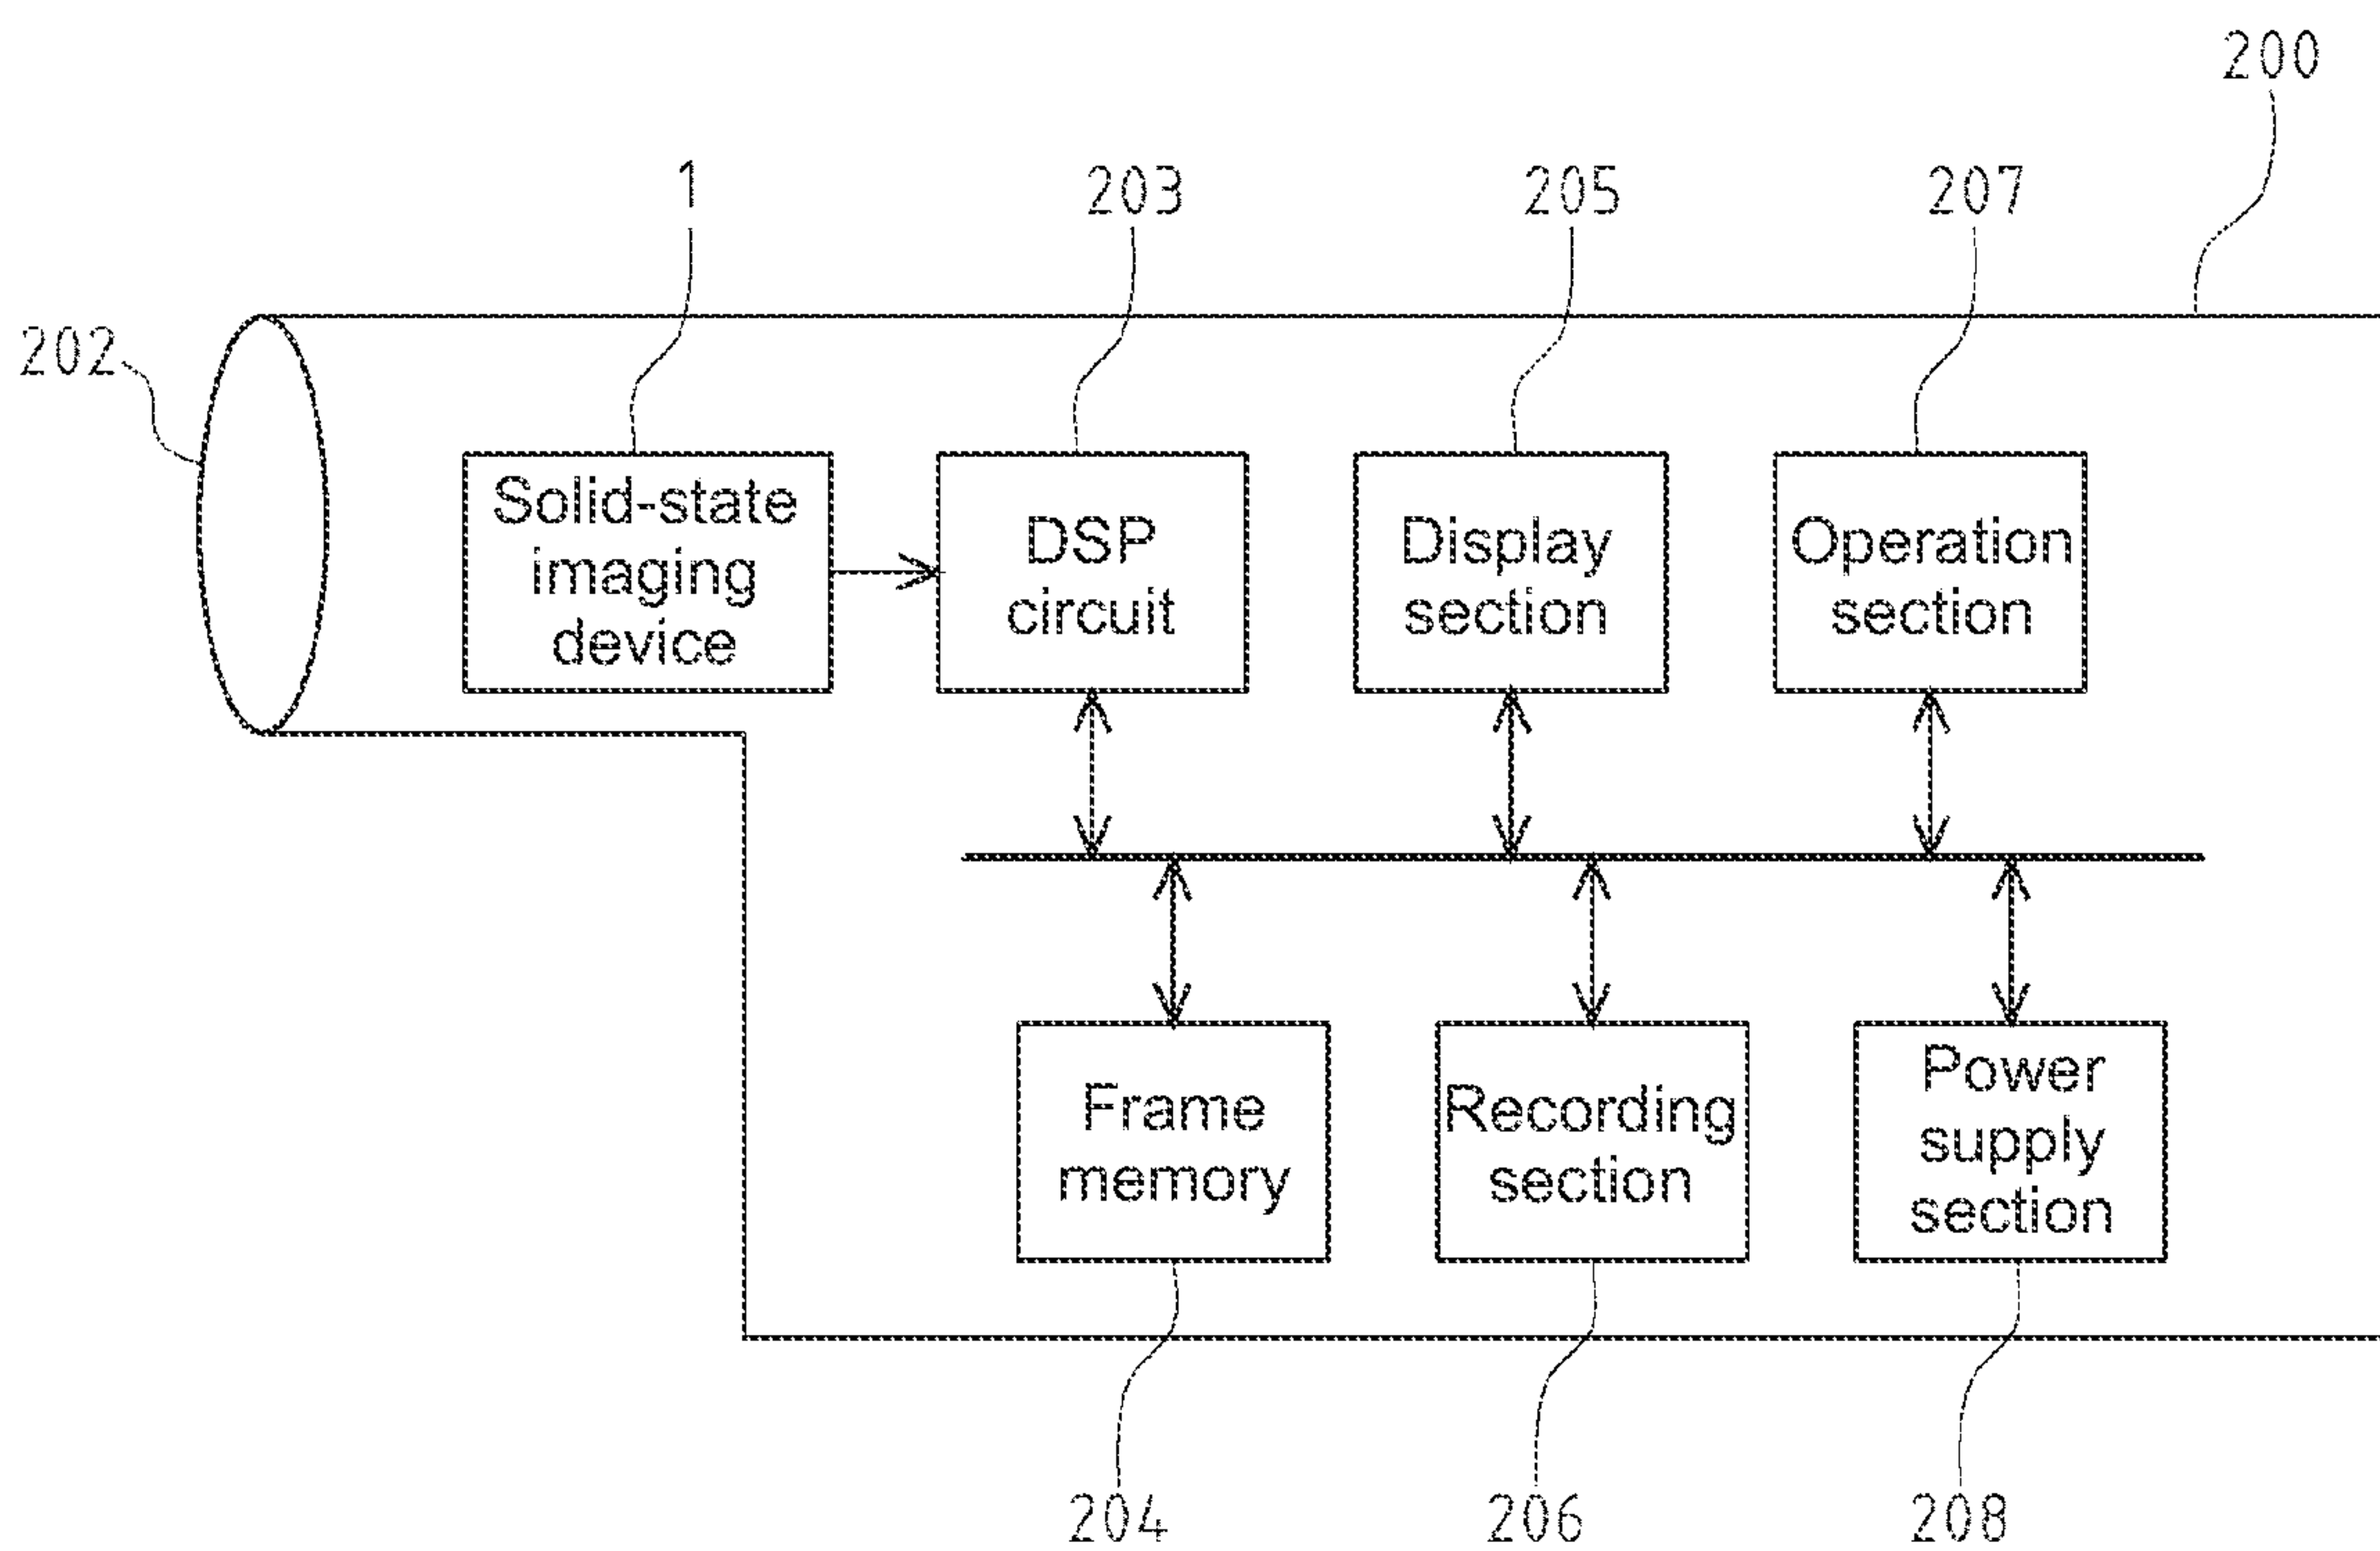 200
1
203
205
207
202
Solid-state
imaging
device
DSP
circuit
Display
section
Operation
section
Frame
memory
Recording
section
Power
supply
section
204
206
208